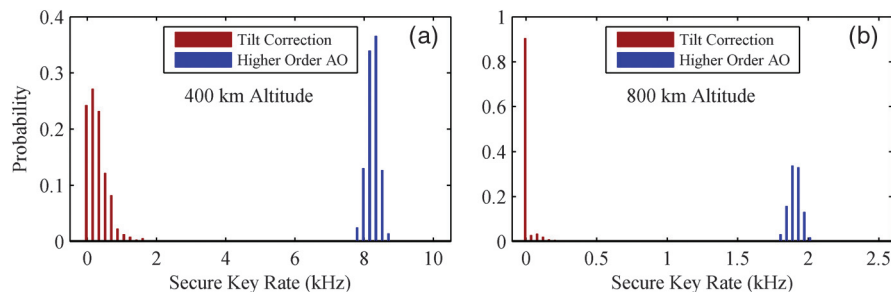 (a)
Tilt Correction
Higher Order AO
400 km Altitude
Probability
0.4
0.3
0.2
0.1
0
0
2
4
6
8
10
Secure Key Rate (kHz)
(b)
Tilt Correction
Higher Order AO
800 km Altitude
1
0.8
0.6
0.4
0.2
0
0
0.5
1
1.5
2
2.5
Secure Key Rate (kHz)